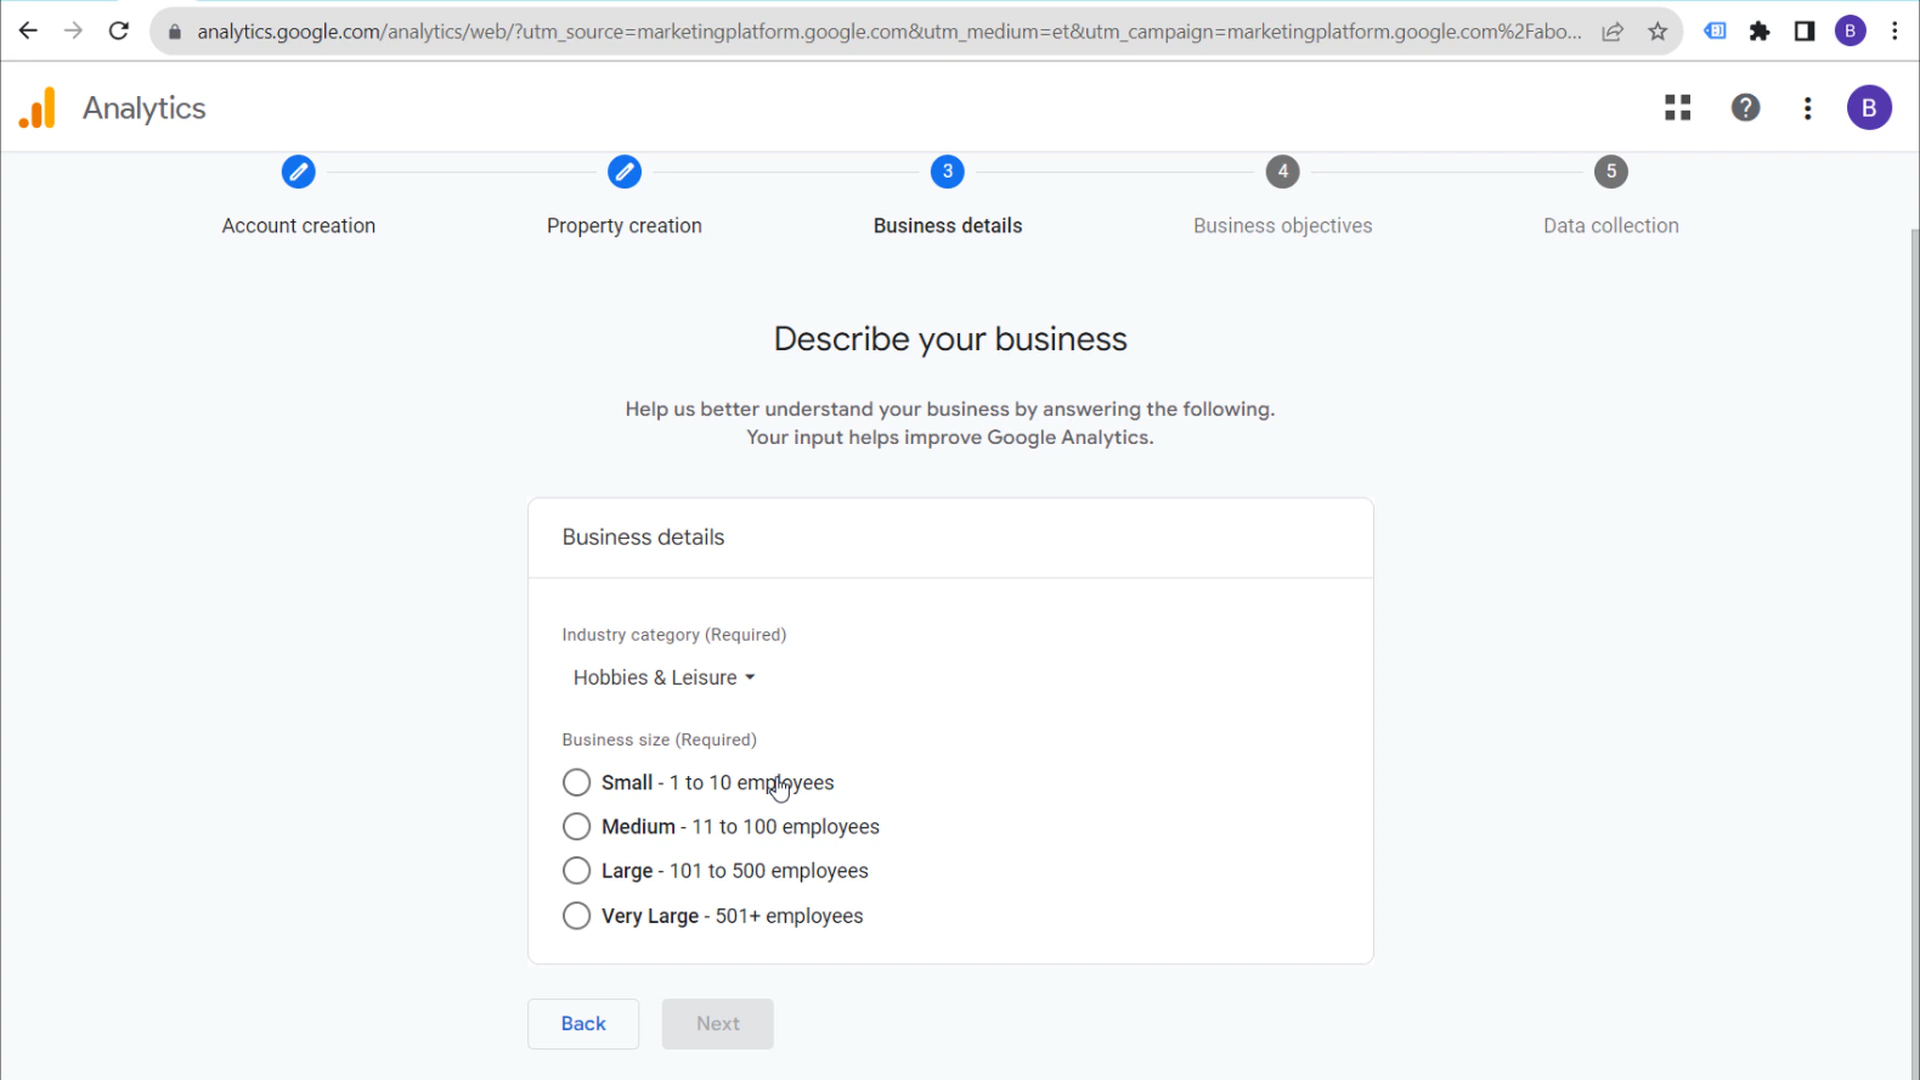 analytics.google.com/analytics/web/?utm_source=marketingplatform.google.com&utm_medium=et&utm_campaign=marketingplatform.google.com%2Fabo...
B
Analytics
B
3
4
5
Account creation
Property creation
Business details
Business objectives
Data collection
Describe your business
Help us better understand your business by answering the following.
Your input helps improve Google Analytics.
Business details
Industry category (Required)
Hobbies & Leisure
Business size (Required)
Small - 1 to 10 employees
Medium - 11 to 100 employees
Large - 101 to 500 employees
Very Large - 501+ employees
Back
Next